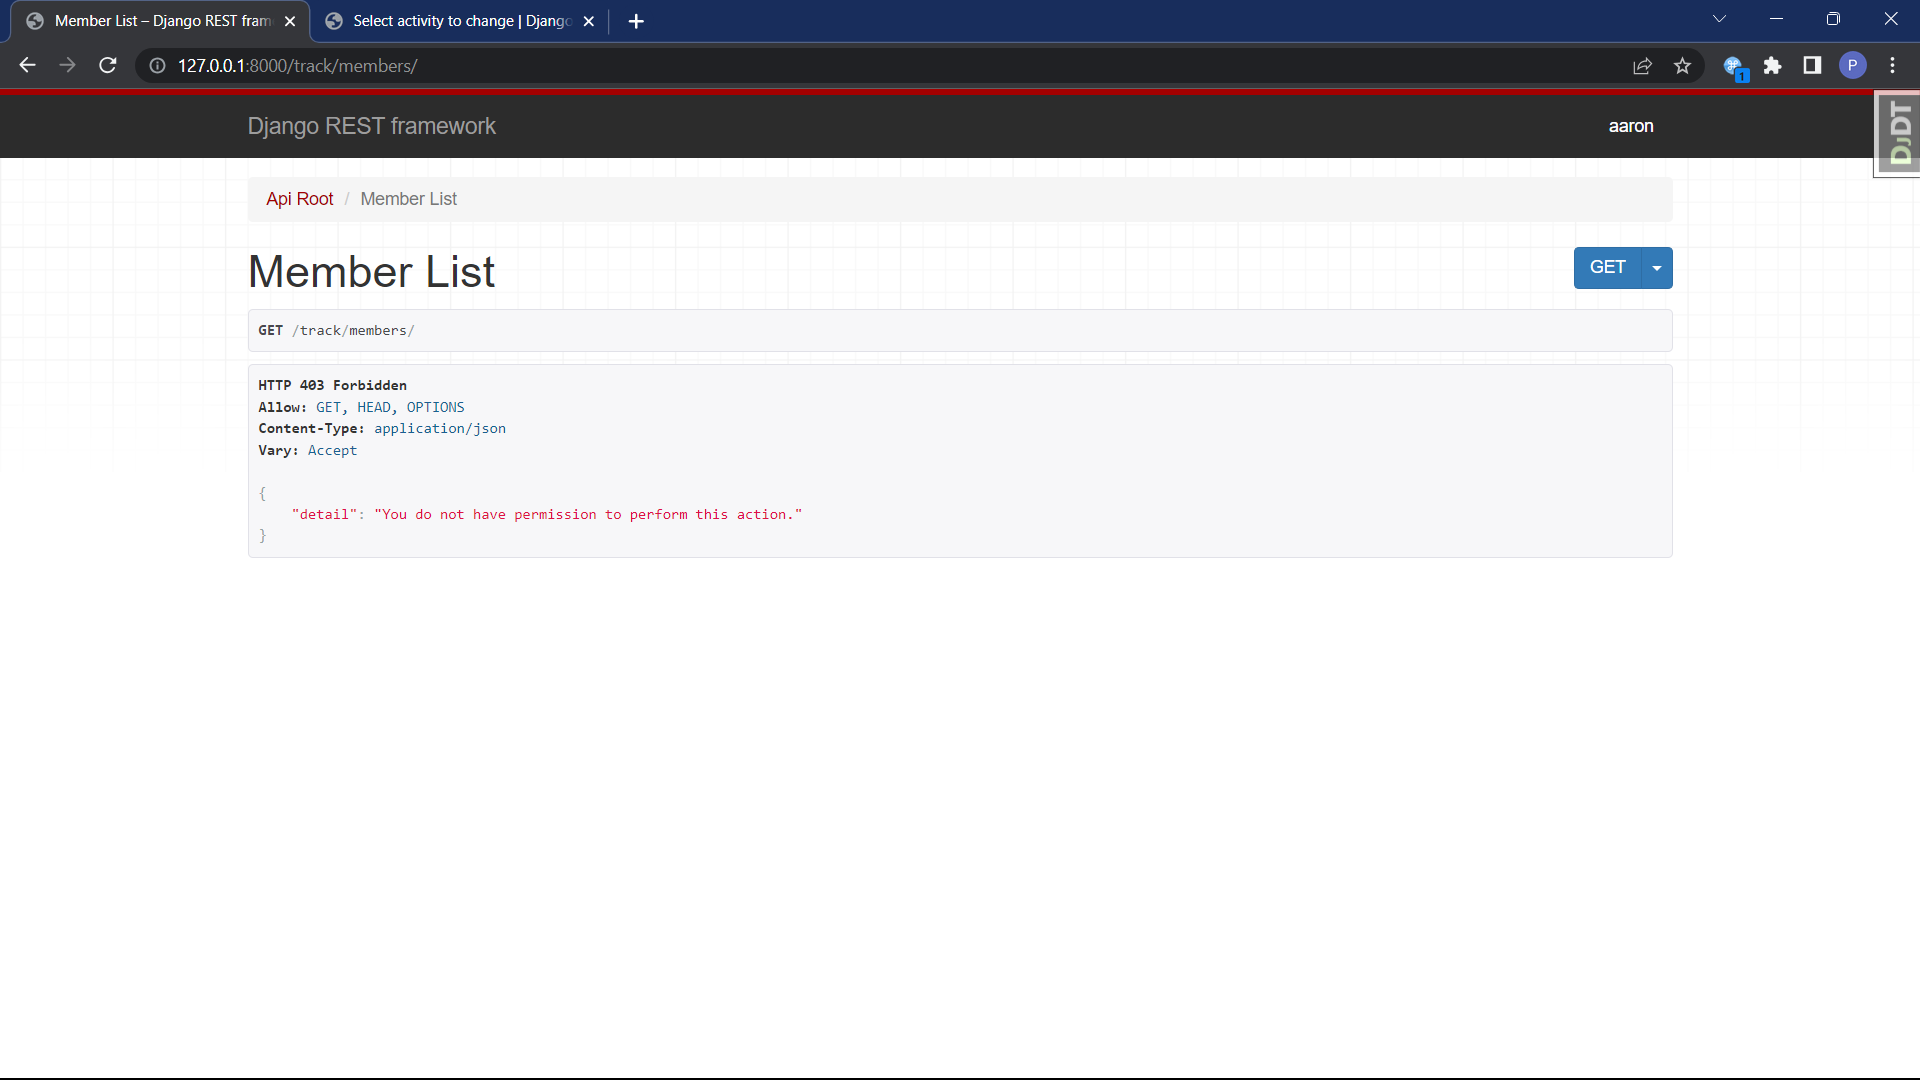 Member List – Django REST fram
Select activity to change | Django
127.0.0.1:8000/track/members/
1
P
Django REST framework
aaron
DjDT
Api Root / Member List
Member List
GET
GET /track/members/
HTTP 403 Forbidden
Allow: GET, HEAD, OPTIONS
Content-Type: application/json
Vary: Accept
{
"detail": "You do not have permission to perform this action."
}